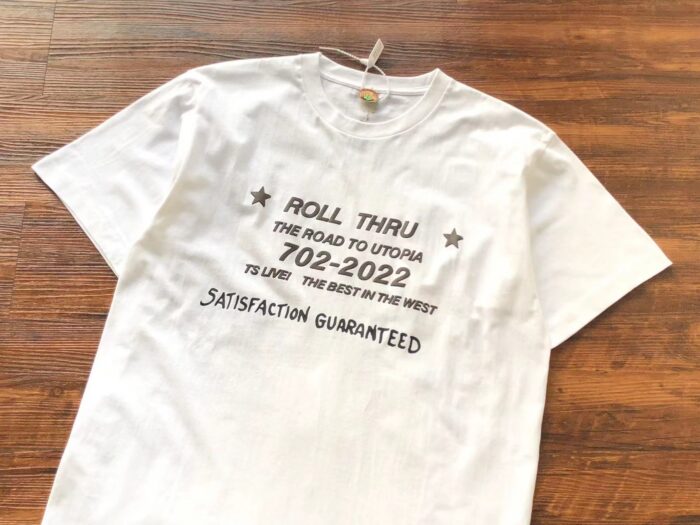 ROLL THRU
THE ROAD TO UTOPIA
702-2022
TS LIVE! THE BEST IN THE WEST
SATISFACTION GUARANTEED